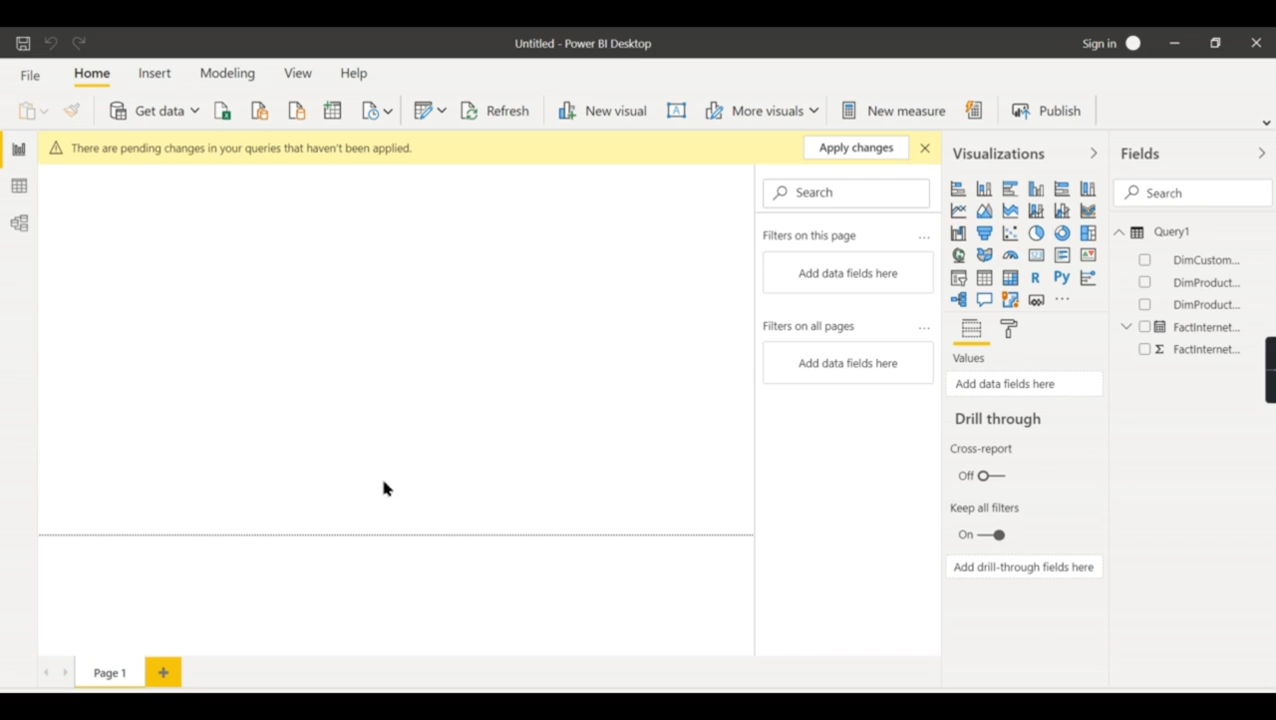 Untitled - Power BI Desktop
Sign in
File Home Insert Modeling View Help
Get data Refresh New visual More visuals New measure Publish
There are pending changes in your queries that haven't been applied.
Apply changes
Search
Filters on this page ...
Add data fields here
Filters on all pages ...
Add data fields here
Visualizations
R Py
...
Values
Add data fields here
Drill through
Cross-report
Off
Keep all filters
On
Add drill-through fields here
Fields
Search
Query1
DimCustom...
DimProduct...
DimProduct...
FactInternet...
Σ FactInternet...
Page 1